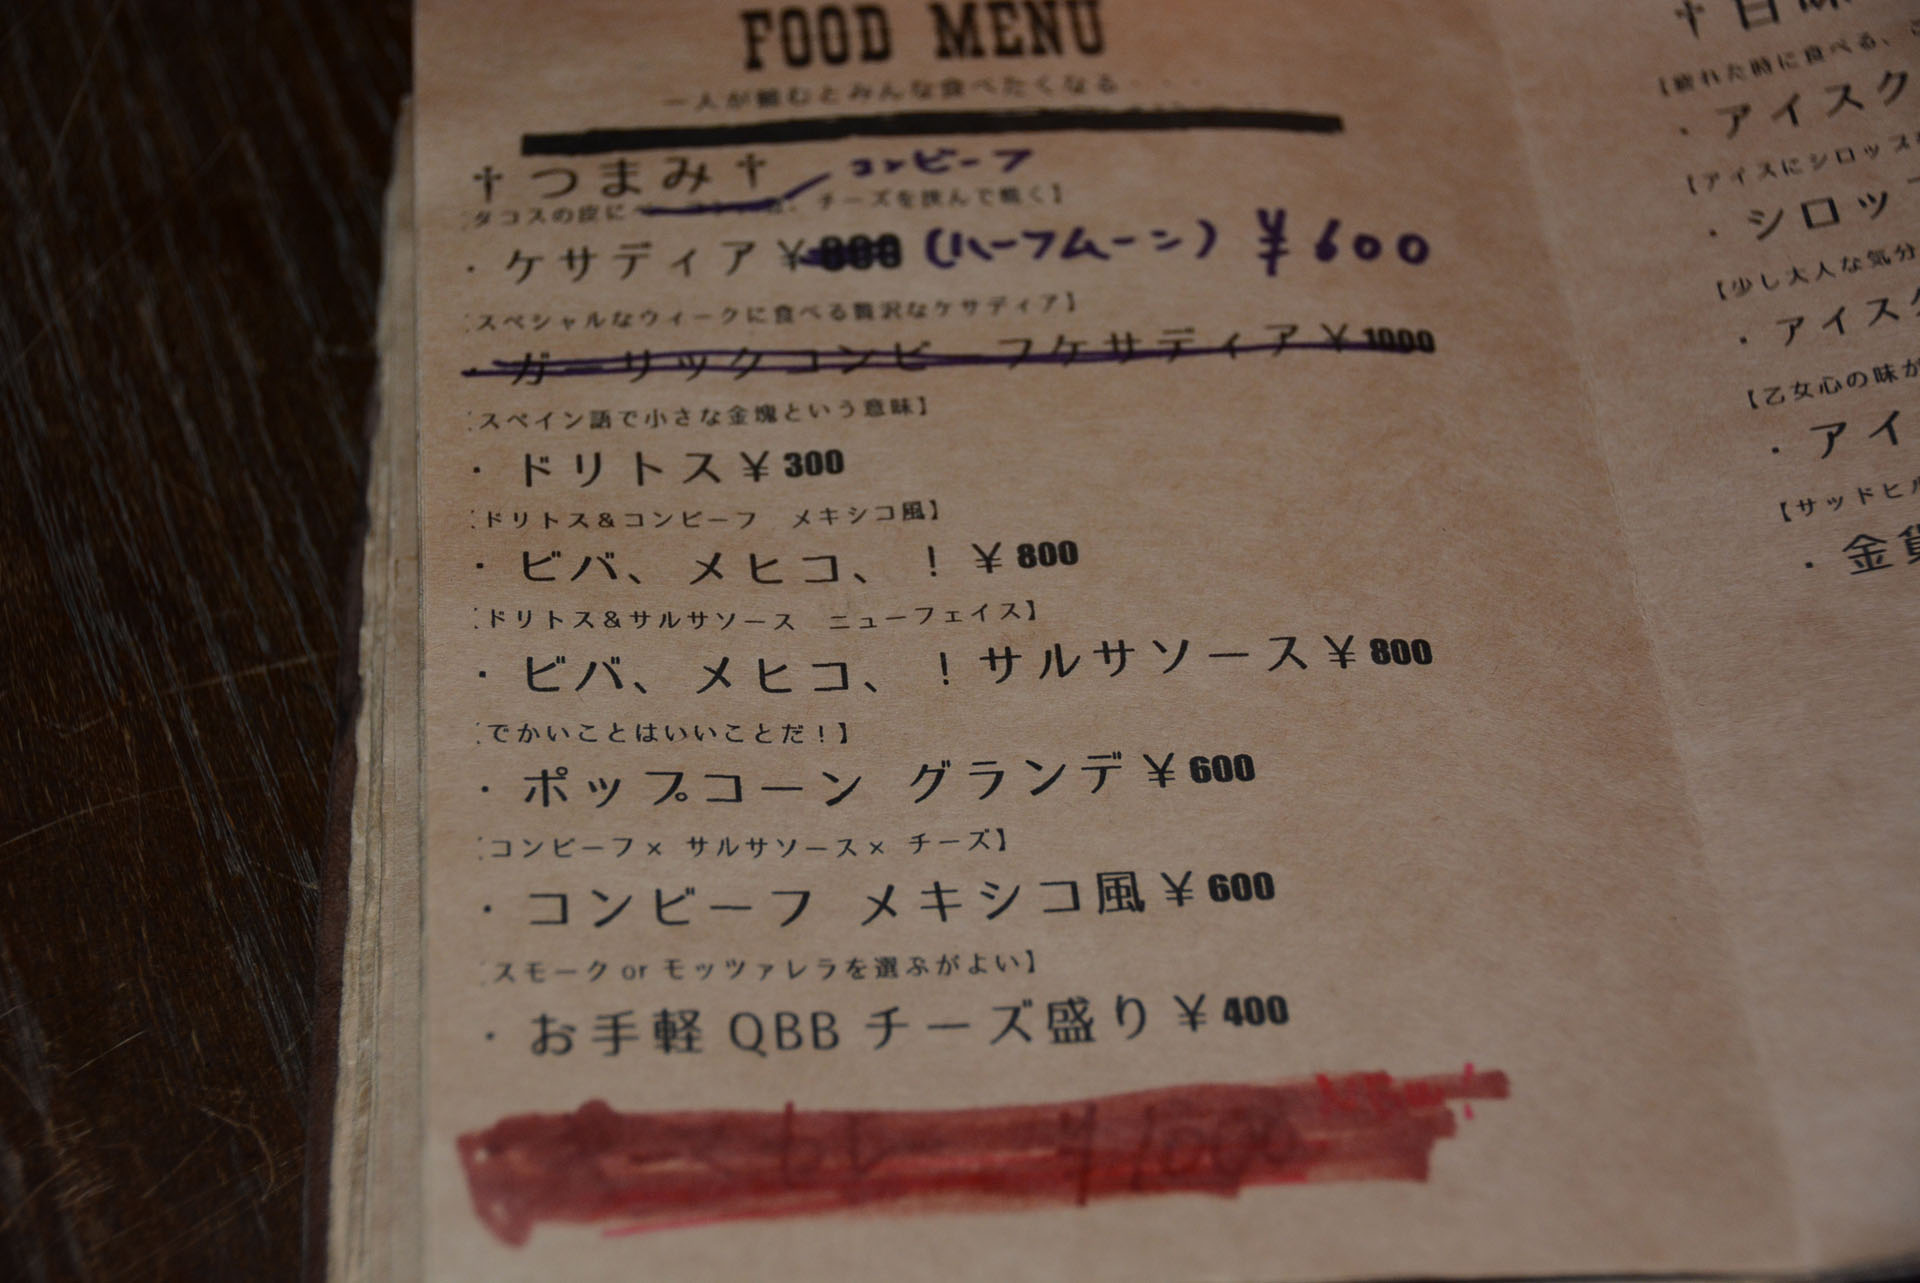 FOOD MENU
一人が頼むとみんな食べたくなる・・・
†つまみ†
コンビーフ
タコスの皮に、チーズを挟んで焼く】
・ケサディア¥ (ハーフムーン) ¥600
スペシャルなウィークに食べる贅沢なケサディア】
・ガーリックコンビーフケサディア¥1000
スペイン語で小さな金塊という意味】
・ドリトス¥300
ドリトス&コンビーフ メキシコ風】
・ビバ、メヒコ、！¥800
ドリトス&サルサソース ニューフェイス】
・ビバ、メヒコ、！サルサソース¥800
でかいことはいいことだ！】
・ポップコーン グランデ¥600
コンビーフ× サルサソース× チーズ】
・コンビーフ メキシコ風¥600
スモークorモッツァレラを選ぶがよい】
・お手軽QBBチーズ盛り¥400
¥1000
【疲れた時に食べる、
・アイスク
【アイスにシロップ
・シロッ
【少し大人な気分
・アイスク
【乙女心の味が
・アイ
【サッドヒル
・金貨